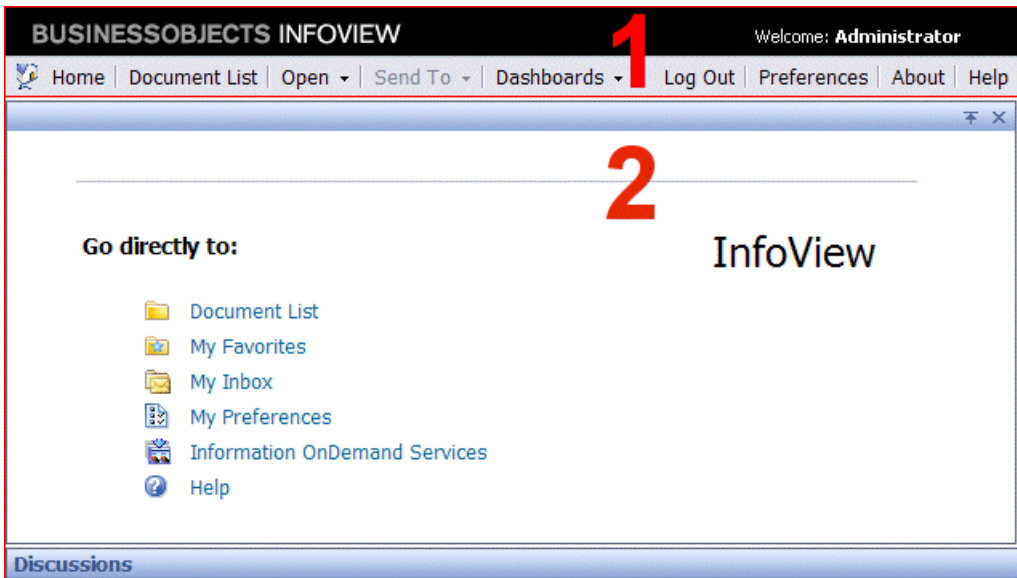 BUSINESSOBJECTS INFOVIEW 1 Welcome: Administrator
Home Document List Open Send To Dashboards Log Out Preferences About Help
2
Go directly to: InfoView
Document List
My Favorites
My Inbox
My Preferences
Information OnDemand Services
Help
Discussions